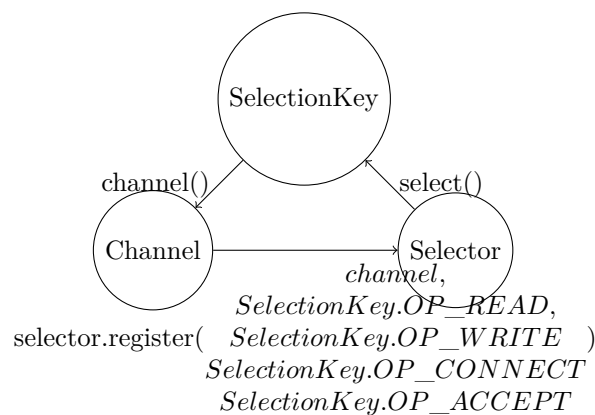 SelectionKey
channel()
select()
Channel
Selector
channel,
SelectionKey.OP_READ,
selector.register( SelectionKey.OP_WRITE )
SelectionKey.OP_CONNECT
SelectionKey.OP_ACCEPT